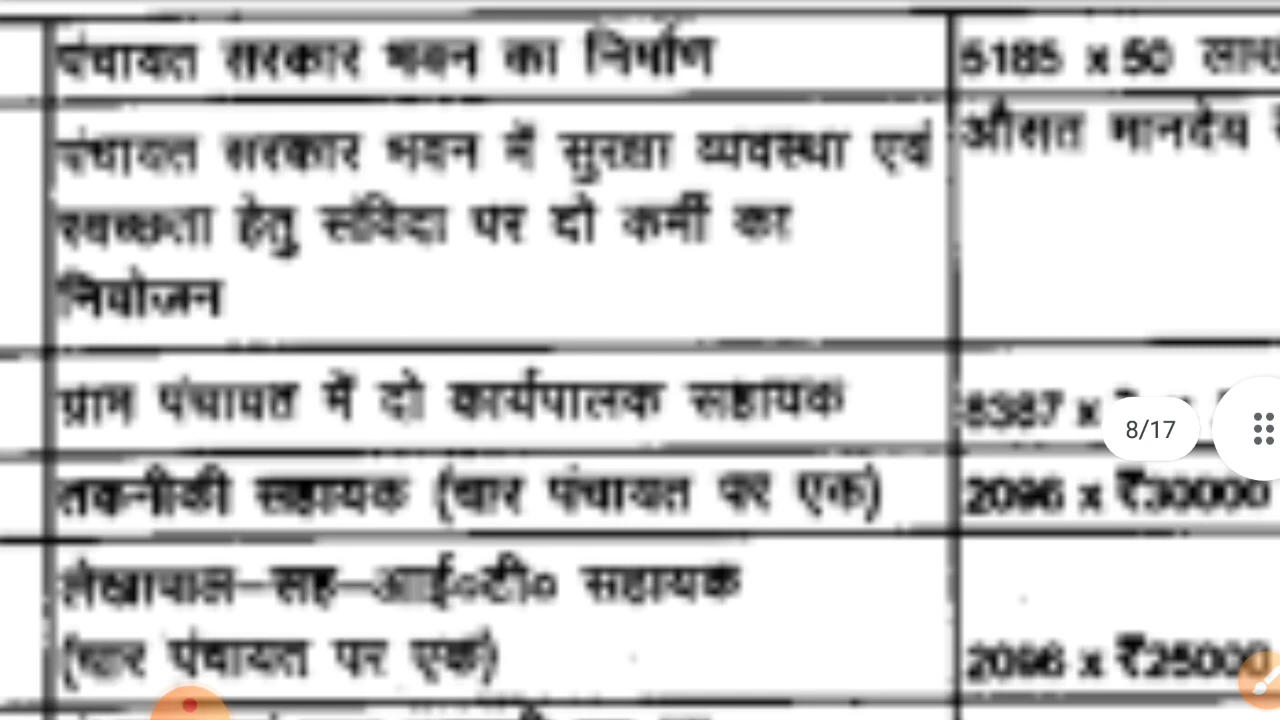 पंचायत सरकार भवन का निर्माण
5185 x 50 लाख
पंचायत सरकार भवन में सुरक्षा व्यवस्था एवं
स्वच्छता हेतु संविदा पर दो कर्मी का
नियोजन
औसत मानदेय
ग्राम पंचायत में दो कार्यपालक सहायक
8387 x
8/17
तकनीकी सहायक (चार पंचायत पर एक)
2096 x ₹30000
लेखापाल–सह–आई०टी० सहायक
(चार पंचायत पर एक)
2096 x ₹25000